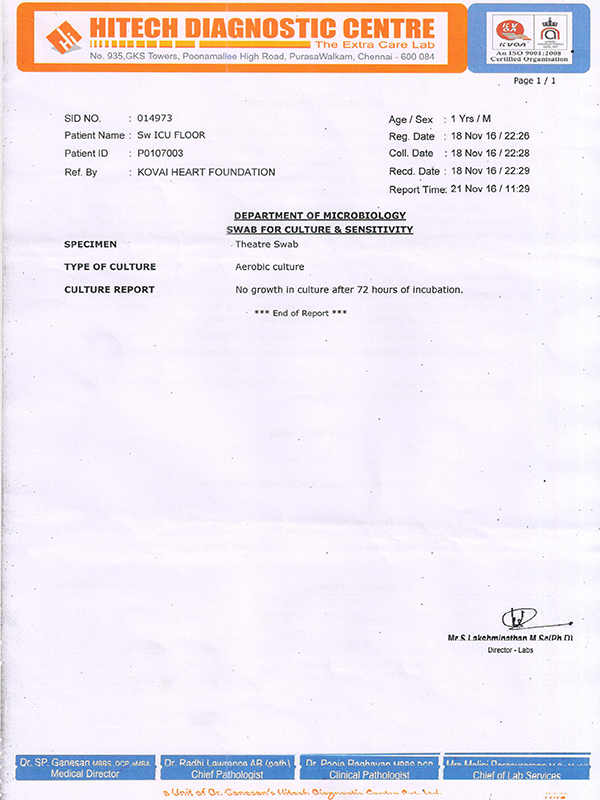 Hi
HITECH DIAGNOSTIC CENTRE
The Extra Care Lab
No. 935,GKS Towers, Poonamallee High Road, PurasaWalkam, Chennai - 600 084
An ISO 9001:2008
Certified Organisation
Page 1 / 1
SID NO. : 014973
Age / Sex : 1 Yrs / M
Patient Name : Sw ICU FLOOR
Reg. Date : 18 Nov 16 / 22:26
Patient ID : P0107003
Coll. Date : 18 Nov 16 / 22:28
Ref. By : KOVAI HEART FOUNDATION
Recd. Date : 18 Nov 16 / 22:29
Report Time: 21 Nov 16 / 11:29
DEPARTMENT OF MICROBIOLOGY
SWAB FOR CULTURE & SENSITIVITY
SPECIMEN Theatre Swab
TYPE OF CULTURE Aerobic culture
CULTURE REPORT No growth in culture after 72 hours of incubation.
*** End of Report ***
Mr.S.Lakshminathan M.Sc(Ph.D)
Director - Labs
Dr. SP. Ganesan MBBS, DCP, eMBA.
Medical Director
Dr. Radhi Lawrence AB (path)
Chief Pathologist
Dr. Pooja Raghavan MBBS DCP
Clinical Pathologist
Mrs Malini
Chief of Lab Services
a Unit of Dr. Ganesan's Hitech Diagnostic Centre Pvt. Ltd.